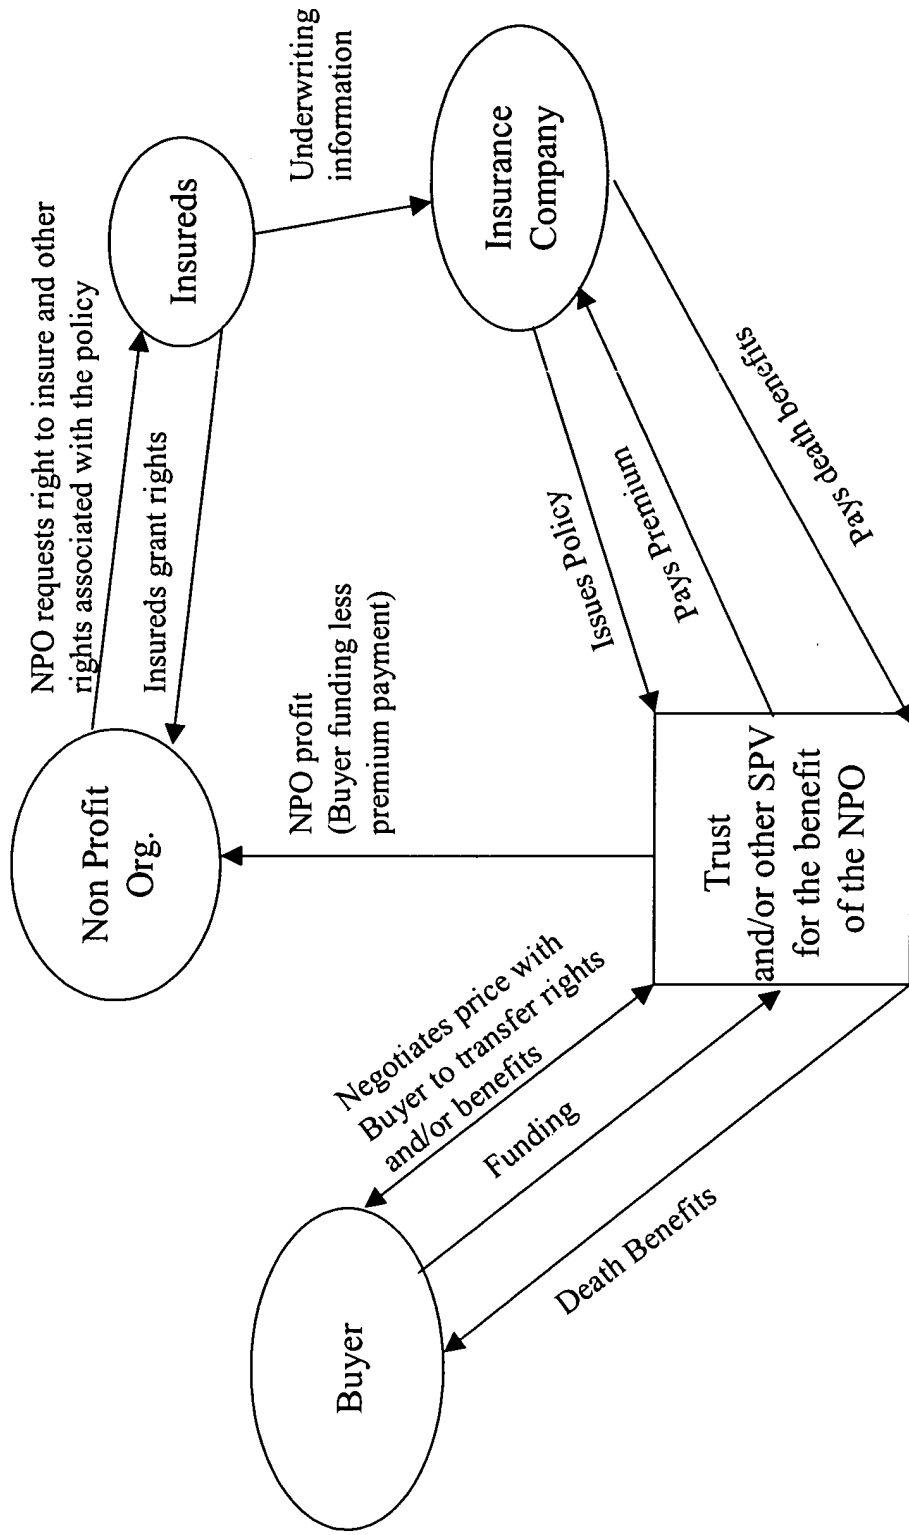 NPO requests right to insure and other
rights associated with the policy
Non Profit
Org.
Insureds grant rights
Insureds
Underwriting
information
NPO profit
(Buyer funding less
premium payment)
Insurance
Company
Buyer
Negotiates price with
Buyer to transfer rights
and/or benefits
Funding
Death Benefits
Issues Policy
Pays Premium
Pays death benefits
Trust
and/or other SPV
for the benefit
of the NPO